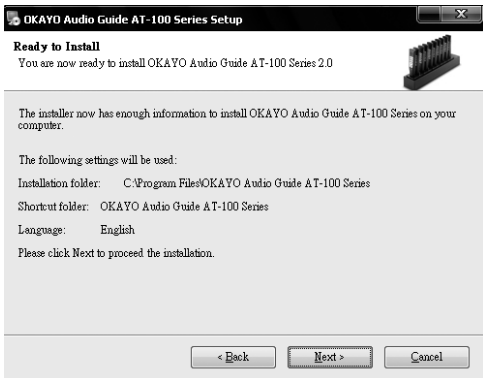 OKAYO Audio Guide AT-100 Series Setup
Ready to Install
You are now ready to install OKAYO Audio Guide AT-100 Series 2.0
The installer now has enough information to install OKAYO Audio Guide AT-100 Series on your
computer.
The following settings will be used:
Installation folder: C:\Program Files\OKAYO Audio Guide AT-100 Series
Shortcut folder: OKAYO Audio Guide AT-100 Series
Language: English
Please click Next to proceed the installation.
< Back Next > Cancel